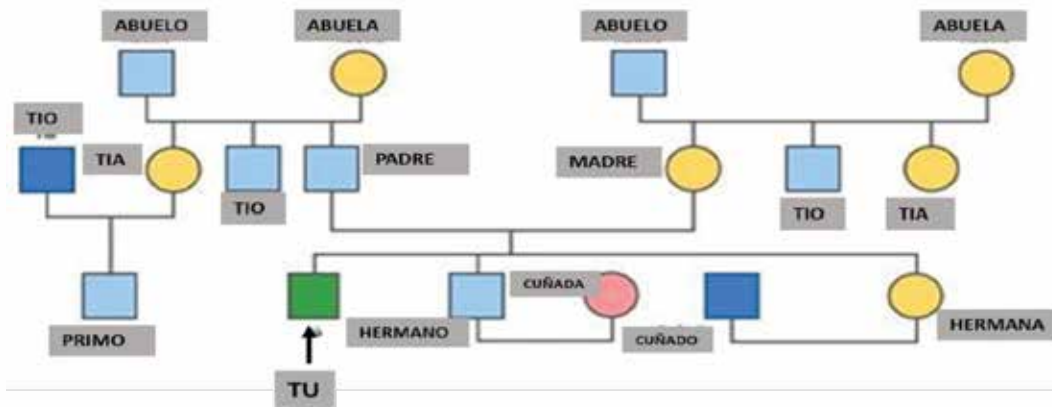 ABUELO
ABUELA
ABUELO
ABUELA
TIO
TIA
PADRE
MADRE
TIO
TIO
TIA
CUÑADA
PRIMO
HERMANO
CUÑADO
HERMANA
TU